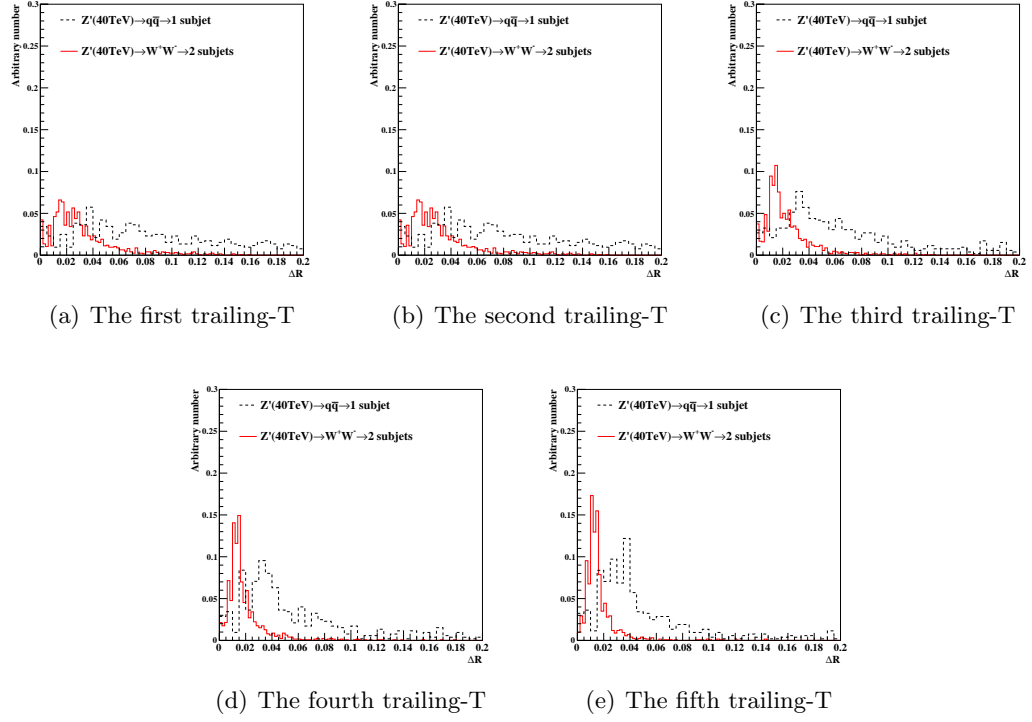 Arbitrary number
0.3
0.25
0.2
0.15
0.1
0.05
0
Z'(40TeV)→qq̅→1 subjet
Z'(40TeV)→W⁺W⁻→2 subjets
0 0.02 0.04 0.06 0.08 0.1 0.12 0.14 0.16 0.18 0.2
ΔR
Arbitrary number
0.3
0.25
0.2
0.15
0.1
0.05
0
Z'(40TeV)→qq̅→1 subjet
Z'(40TeV)→W⁺W⁻→2 subjets
0 0.02 0.04 0.06 0.08 0.1 0.12 0.14 0.16 0.18 0.2
ΔR
Arbitrary number
0.3
0.25
0.2
0.15
0.1
0.05
0
Z'(40TeV)→qq̅→1 subjet
Z'(40TeV)→W⁺W⁻→2 subjets
0 0.02 0.04 0.06 0.08 0.1 0.12 0.14 0.16 0.18 0.2
ΔR
(a) The first trailing-T
(b) The second trailing-T
(c) The third trailing-T
Arbitrary number
0.3
0.25
0.2
0.15
0.1
0.05
0
Z'(40TeV)→qq̅→1 subjet
Z'(40TeV)→W⁺W⁻→2 subjets
0 0.02 0.04 0.06 0.08 0.1 0.12 0.14 0.16 0.18 0.2
ΔR
Arbitrary number
0.3
0.25
0.2
0.15
0.1
0.05
0
Z'(40TeV)→qq̅→1 subjet
Z'(40TeV)→W⁺W⁻→2 subjets
0 0.02 0.04 0.06 0.08 0.1 0.12 0.14 0.16 0.18 0.2
ΔR
(d) The fourth trailing-T
(e) The fifth trailing-T